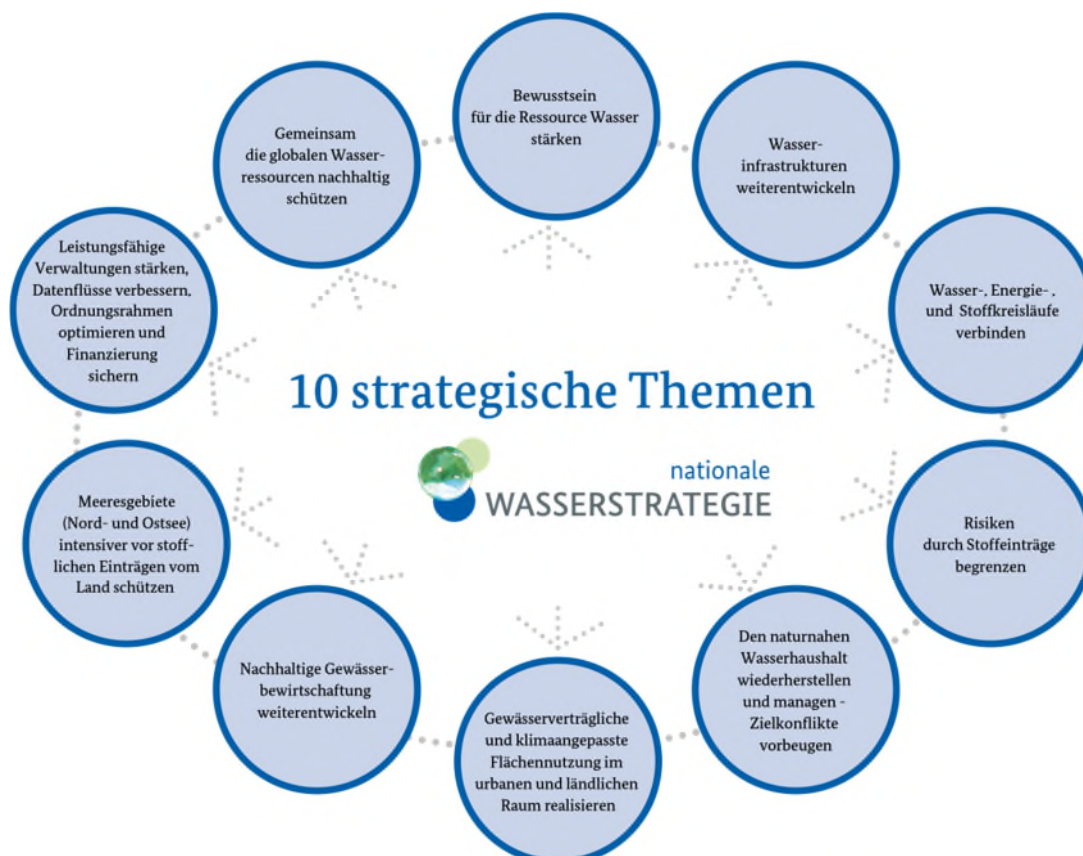 Bewusstsein
für die Ressource Wasser
stärken
Wasser-
infrastrukturen
weiterentwickeln
Wasser-, Energie- ,
und Stoffkreisläufe
verbinden
Risiken
durch Stoffeinträge
begrenzen
Den naturnahen
Wasserhaushalt
wiederherstellen
und managen -
Zielkonflikte
vorbeugen
Gewässerverträgliche
und klimaangepasste
Flächennutzung im
urbanen und ländlichen
Raum realisieren
Nachhaltige Gewässer-
bewirtschaftung
weiterentwickeln
Meeresgebiete
(Nord- und Ostsee)
intensiver vor stoff-
lichen Einträgen vom
Land schützen
Leistungsfähige
Verwaltungen stärken,
Datenflüsse verbessern,
Ordnungsrahmen
optimieren und
Finanzierung
sichern
Gemeinsam
die globalen Wasser-
ressourcen nachhaltig
schützen
10 strategische Themen
nationale
WASSERSTRATEGIE